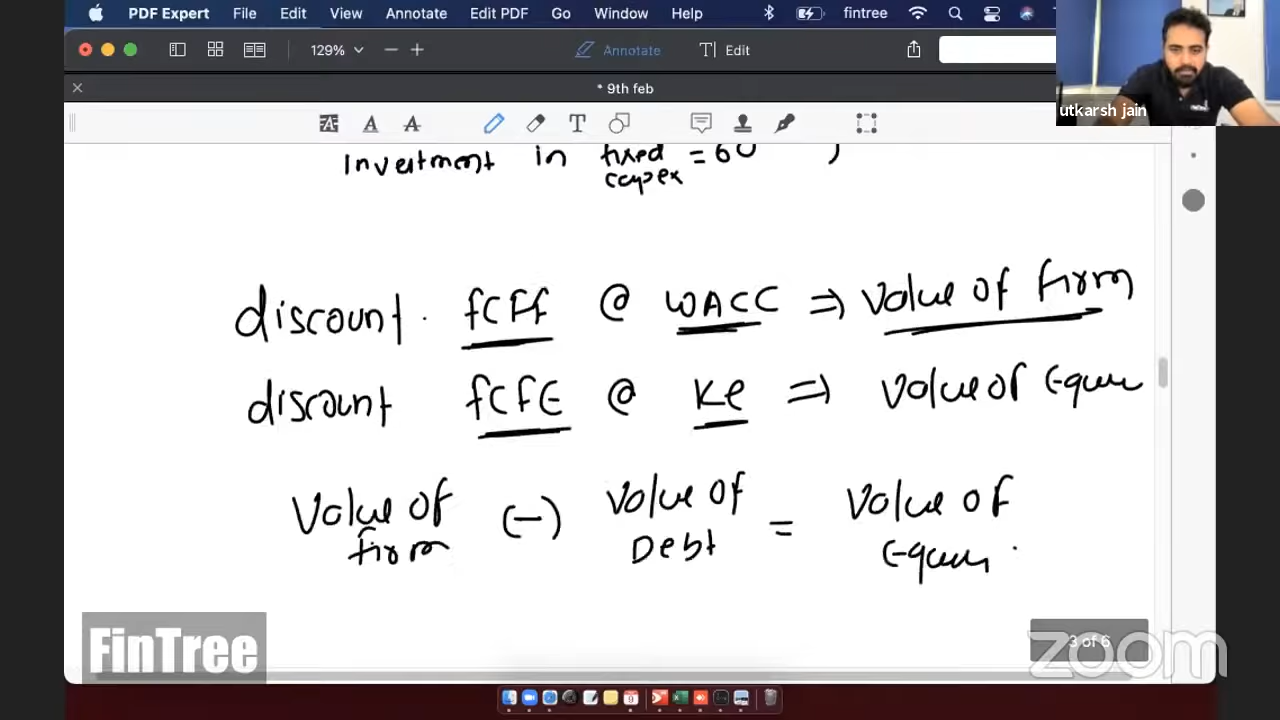 PDF Expert File Edit View Annotate Edit PDF Go Window Help fintree
129% Annotate T Edit
utkarsh jain
* 9th feb
Investment in fixed capex = 60
discount. FCFF @ WACC ⇒ Value of firm
discount FCFE @ Ke ⇒ Value of Equity
Value of firm (-) Value of Debt = Value of Equity
FinTree
3 of 6
zoom